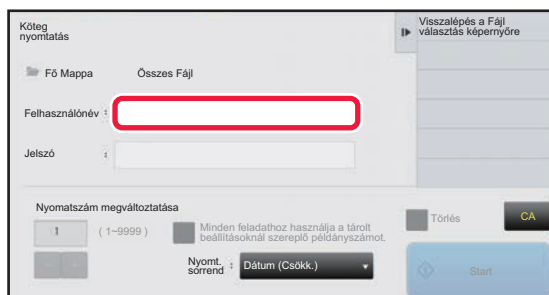 Köteg
nyomtatás
Visszalépés a Fájl
választás képernyőre
Fő Mappa
Összes Fájl
Felhasználónév :
Jelszó :
Nyomatszám megváltoztatása
1
( 1~9999 )
Minden feladathoz használja a tárolt
beállításoknál szereplő példányszámot.
Nyomt.
sorrend :
Dátum (Csökk.)
Törlés
CA
Start